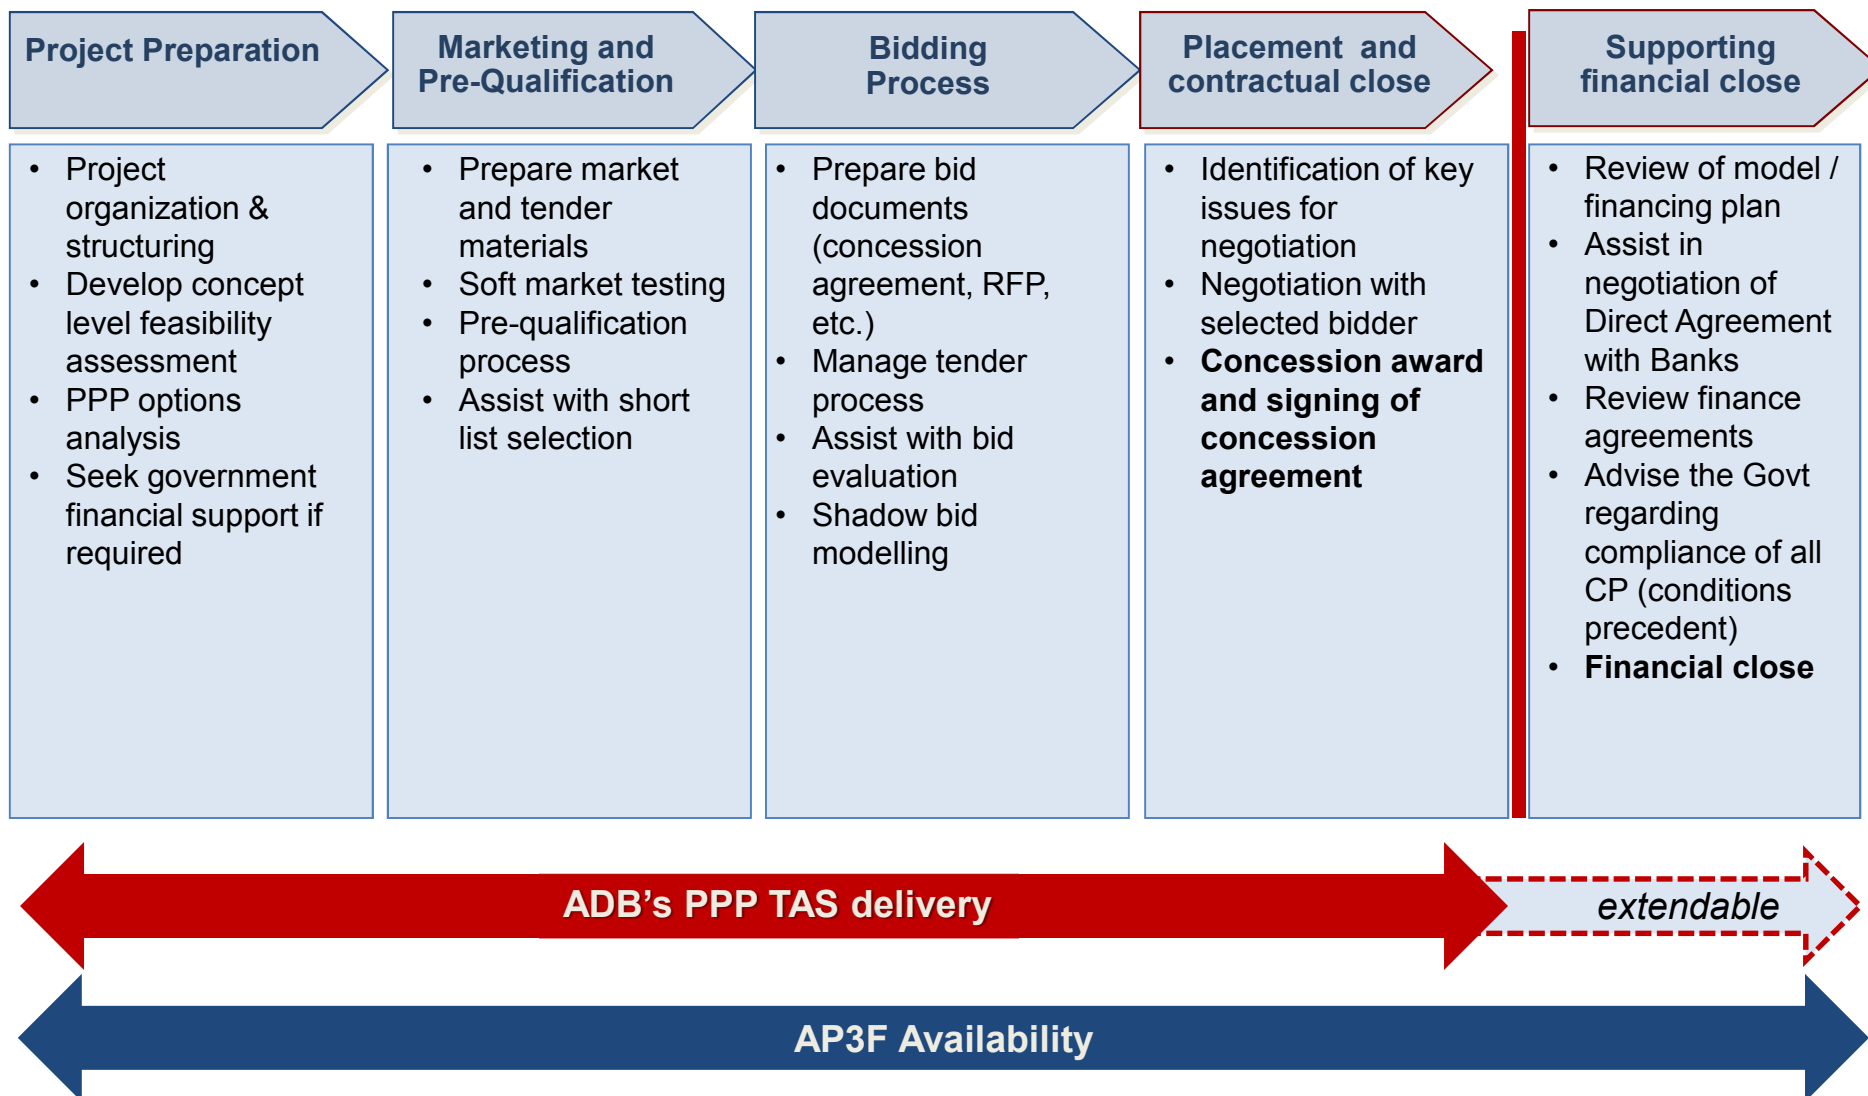 Project Preparation
Marketing and
Pre-Qualification
Bidding
Process
Placement and
contractual close
Supporting
financial close
• Project
organization &
structuring
• Develop concept
level feasibility
assessment
• PPP options
analysis
• Seek government
financial support if
required
• Prepare market
and tender
materials
• Soft market testing
• Pre-qualification
process
• Assist with short
list selection
• Prepare bid
documents
(concession
agreement, RFP,
etc.)
• Manage tender
process
• Assist with bid
evaluation
• Shadow bid
modelling
• Identification of key
issues for
negotiation
• Negotiation with
selected bidder
• Concession award
and signing of
concession
agreement
• Review of model /
financing plan
• Assist in
negotiation of
Direct Agreement
with Banks
• Review finance
agreements
• Advise the Govt
regarding
compliance of all
CP (conditions
precedent)
• Financial close
ADB’s PPP TAS delivery
extendable
AP3F Availability